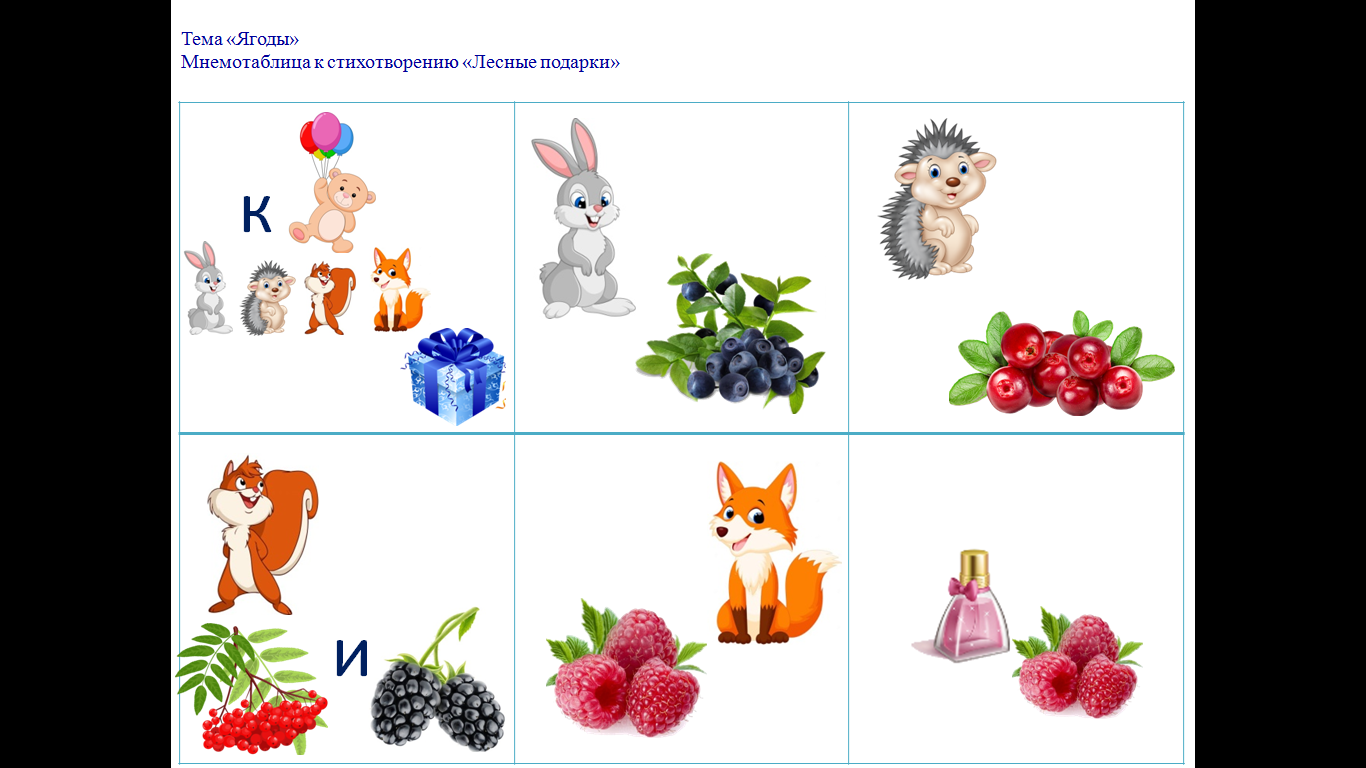 Тема «Ягоды»
Мнемотаблица к стихотворению «Лесные подарки»
К
И